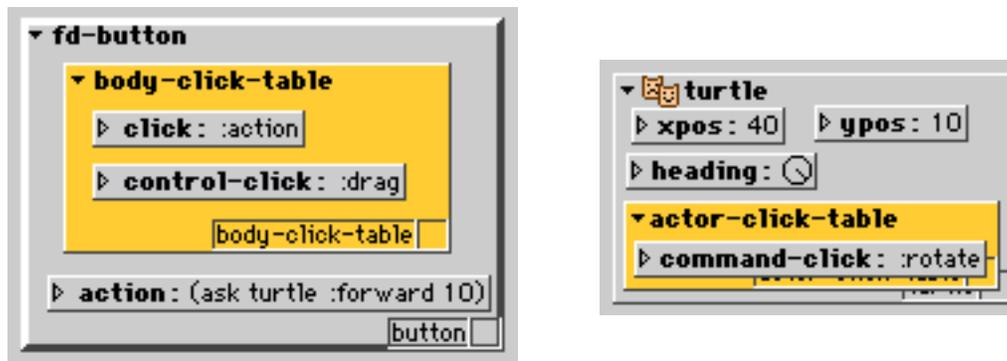 fd-button
body-click-table
click: :action
control-click: :drag
body-click-table
action: (ask turtle :forward 10)
button
turtle
xpos: 40 ypos: 10
heading:
actor-click-table
command-click: :rotate